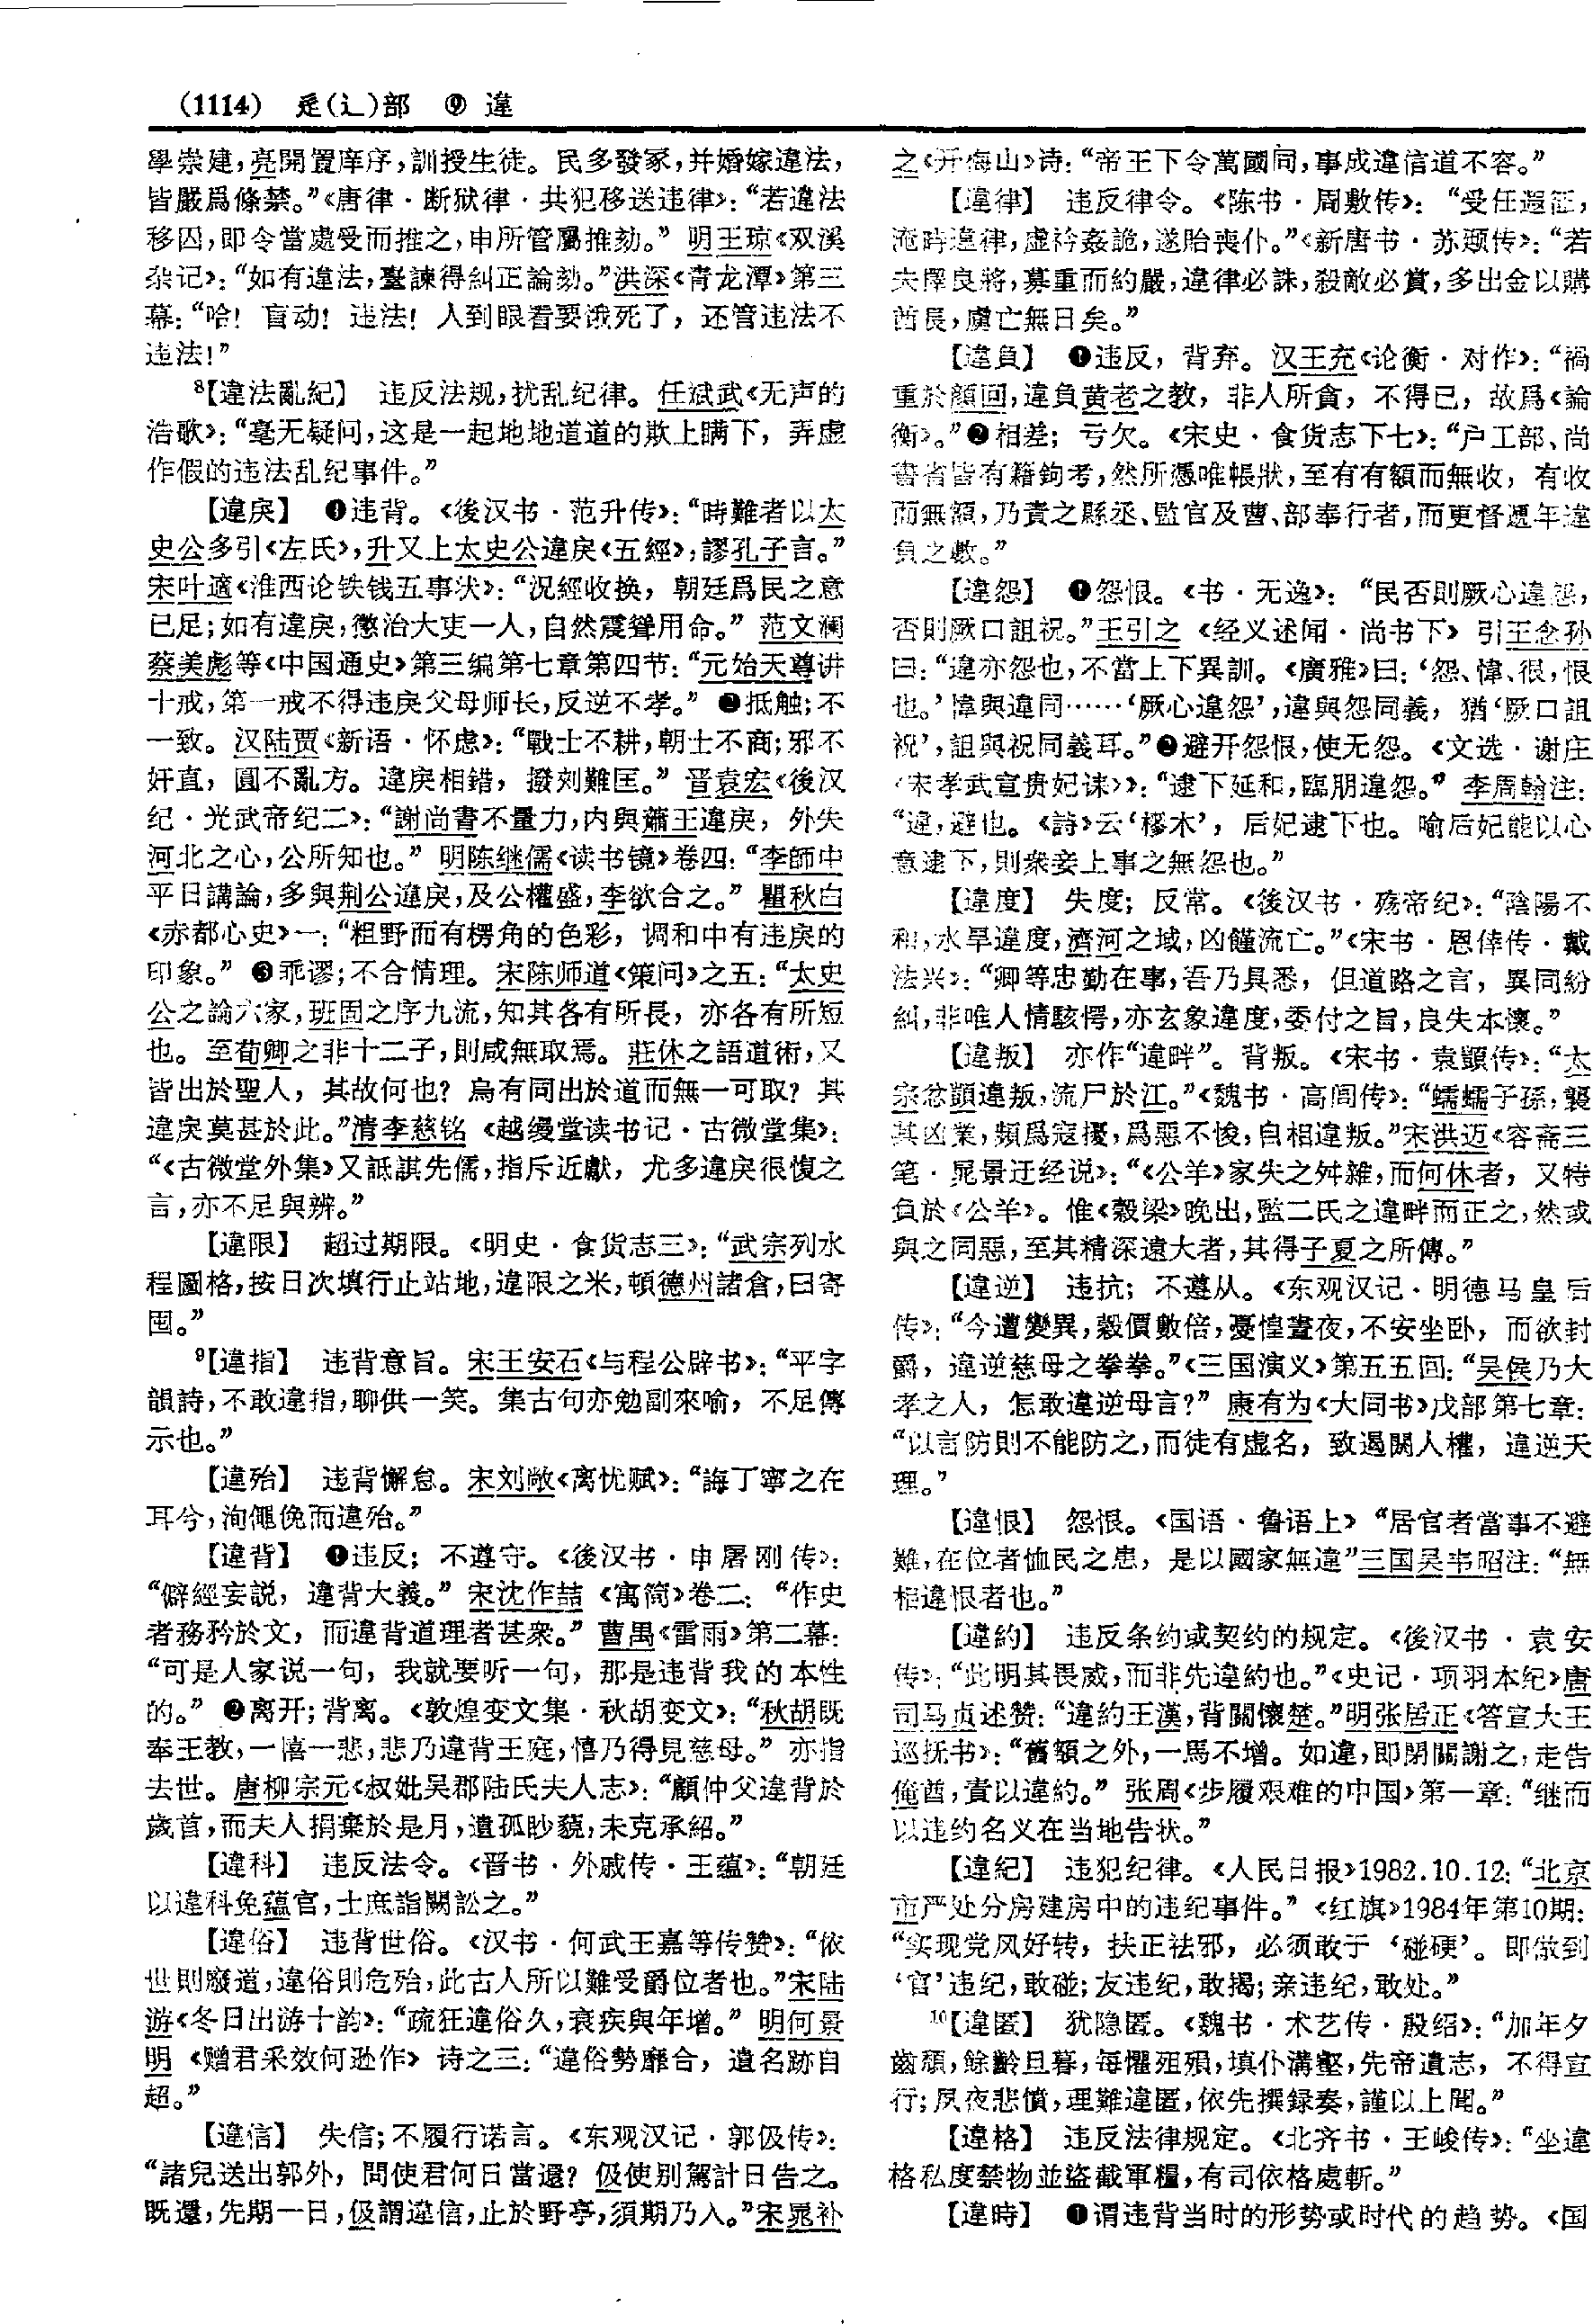 (1114) 辵(辶)部 ⑨ 違
學崇建，亮開置庠序，訓授生徒。民多發冢，并婚嫁違法，
皆嚴爲條禁。”《唐律·断狱律·共犯移送违律》：“若違法
移囚，即令當處受而推之，申所管屬推劾。” 明王琼《双溪
杂记》：“如有違法，臺諫得糾正論劾。”洪深《青龙潭》第三
幕：“哈！盲动！违法！人到眼看要饿死了，还管违法不
违法！”
⁸【違法亂紀】 违反法规，扰乱纪律。任斌武《无声的
浩歌》：“毫无疑问，这是一起地地道道的欺上瞒下，弄虚
作假的违法乱纪事件。”
【違戾】 ❶违背。《後汉书·范升传》：“時難者以太
史公多引《左氏》，升又上太史公違戾《五經》，謬孔子言。”
宋叶適《淮西论铁钱五事状》：“況經收换，朝廷爲民之意
已足；如有違戾，懲治大吏一人，自然震聳用命。” 范文澜
蔡美彪等《中国通史》第三编第七章第四节：“元始天尊讲
十戒，第一戒不得违戾父母师长，反逆不孝。” ❷抵触；不
一致。汉陆贾《新语·怀虑》：“戰士不耕，朝士不商；邪不
奸直，圓不亂方。違戾相錯，撥刺難匡。” 晋袁宏《後汉
纪·光武帝纪二》：“謝尚書不量力，内與蕭王違戾，外失
河北之心，公所知也。” 明陈继儒《读书镜》卷四：“李師中
平日講論，多與荆公違戾，及公權盛，李欲合之。” 瞿秋白
《赤都心史》一：“粗野而有楞角的色彩，调和中有违戾的
印象。” ❸乖谬；不合情理。宋陈师道《策问》之五：“太史
公之論六家，班固之序九流，知其各有所長，亦各有所短
也。至荀卿之非十二子，則咸無取焉。莊休之語道術，又
皆出於聖人，其故何也？烏有同出於道而無一可取？其
違戾莫甚於此。”清李慈铭《越缦堂读书记·古微堂集》：
“《古微堂外集》又詆諆先儒，指斥近獻，尤多違戾很愎之
言，亦不足與辨。”
【違限】 超过期限。《明史·食货志三》：“武宗列水
程圖格，按日次填行止站地，違限之米，頓德州諸倉，曰寄
囤。”
⁹【違指】 违背意旨。宋王安石《与程公辟书》：“平字
韻詩，不敢違指，聊供一笑。集古句亦勉副來喻，不足傳
示也。”
【違殆】 违背懈怠。宋刘敞《离忧赋》：“誨丁寧之在
耳兮，洵僶俛而違殆。”
【違背】 ❶违反；不遵守。《後汉书·申屠刚传》：
“僻經妄説，違背大義。” 宋沈作喆《寓简》卷二：“作史
者務矜於文，而違背道理者甚衆。” 曹禺《雷雨》第二幕：
“可是人家说一句，我就要听一句，那是违背我的本性
的。” ❷离开；背离。《敦煌变文集·秋胡变文》：“秋胡既
奉王教，一憘一悲，悲乃違背王庭，憘乃得見慈母。” 亦指
去世。唐柳宗元《叔妣吴郡陆氏夫人志》：“顧仲父違背於
歲首，而夫人捐棄於是月，遺孤眇藐，未克承紹。”
【違科】 违反法令。《晋书·外戚传·王蕴》：“朝廷
以違科免蕴官，士庶詣闕訟之。”
【違俗】 违背世俗。《汉书·何武王嘉等传赞》：“依
世則廢道，違俗則危殆，此古人所以難受爵位者也。”宋陆
游《冬日出游十韵》：“疏狂違俗久，衰疾與年增。” 明何景
明《赠君采效何逊作》诗之三：“違俗勢靡合，遺名跡自
超。”
【違信】 失信；不履行诺言。《东观汉记·郭伋传》：
“諸兒送出郭外，問使君何日當還？伋使别駕計日告之。
既還，先期一日，伋謂違信，止於野亭，須期乃入。”宋晁补
之《开梅山》诗：“帝王下令萬國同，事成違信道不容。”
【違律】 违反律令。《陈书·周敷传》：“受任遄征，
淹時違律，虚衿姦詭，遂貽喪仆。”《新唐书·苏颋传》：“若
夫擇良將，募重而約嚴，違律必誅，殺敵必賞，多出金以購
酋長，虜亡無日矣。”
【違負】 ❶违反，背弃。汉王充《论衡·对作》：“禍
重於顔回，違負黄老之教，非人所貪，不得已，故爲《論
衡》。”❷相差；亏欠。《宋史·食货志下七》：“户工部、尚
書省皆有籍鉤考，然所憑唯帳狀，至有有額而無收，有收
而無額，乃責之縣丞、監官及曹、部奉行者，而更督遞年違
負之數。”
【違怨】 ❶怨恨。《书·无逸》：“民否則厥心違怨，
否則厥口詛祝。”王引之《经义述闻·尚书下》引王念孙
曰：“違亦怨也，不當上下異訓。《廣雅》曰：‘怨、愇、很，恨
也。’愇與違同……‘厥心違怨’，違與怨同義，猶‘厥口詛
祝’，詛與祝同義耳。”❷避开怨恨，使无怨。《文选·谢庄
〈宋孝武宣贵妃诔〉》：“逮下延和，臨朋違怨。” 李周翰注：
“違，避也。《詩》云‘樛木’，后妃逮下也。喻后妃能以心
意逮下，則衆妾上事之無怨也。”
【違度】 失度；反常。《後汉书·殇帝纪》：“陰陽不
和，水旱違度，濟河之域，凶饉流亡。”《宋书·恩倖传·戴
法兴》：“卿等忠勤在事，吾乃具悉，但道路之言，異同紛
糾，非唯人情駭愕，亦玄象違度，委付之旨，良失本懷。”
【違叛】 亦作“違畔”。背叛。《宋书·袁顗传》：“太
宗忿顗違叛，流尸於江。”《魏书·高闾传》：“蠕蠕子孫，襲
其凶業，頻爲寇擾，爲惡不悛，自相違叛。”宋洪迈《容斋三
笔·晁景迂经说》：“《公羊》家失之舛雜，而何休者，又特
負於《公羊》。惟《穀梁》晚出，監二氏之違畔而正之，然或
與之同惡，至其精深遠大者，其得子夏之所傳。”
【違逆】 违抗；不遵从。《东观汉记·明德马皇后
传》：“今遭變異，穀價數倍，憂惶晝夜，不安坐卧，而欲封
爵，違逆慈母之拳拳。”《三国演义》第五五回：“吴侯乃大
孝之人，怎敢違逆母言？” 康有为《大同书》戊部第七章：
“以言防則不能防之，而徒有虚名，致遏閼人權，違逆天
理。”
【違恨】 怨恨。《国语·鲁语上》“居官者當事不避
難，在位者恤民之患，是以國家無違”三国吴韦昭注：“無
相違恨者也。”
【違約】 违反条约或契约的规定。《後汉书·袁安
传》：“此明其畏威，而非先違約也。”《史记·项羽本纪》唐
司马贞述赞：“違約王漢，背關懷楚。”明张居正《答宣大王
巡抚书》：“舊額之外，一馬不增。如違，即閉關謝之，走告
俺酋，責以違約。” 张周《步履艰难的中国》第一章：“继而
以违约名义在当地告状。”
【違紀】 违犯纪律。《人民日报》1982.10.12：“北京
市严处分房建房中的违纪事件。”《红旗》1984年第10期：
“实现党风好转，扶正祛邪，必须敢于‘碰硬’。即做到
‘官’违纪，敢碰；友违纪，敢揭；亲违纪，敢处。”
¹⁰【違匿】 犹隐匿。《魏书·术艺传·殷绍》：“加年夕
齒頹，餘齡旦暮，每懼殂殞，填仆溝壑，先帝遺志，不得宣
行；夙夜悲憤，理難違匿，依先撰録奏，謹以上聞。”
【違格】 违反法律规定。《北齐书·王峻传》：“坐違
格私度禁物並盗截軍糧，有司依格處斬。”
【違時】 ❶谓违背当时的形势或时代的趋势。《国